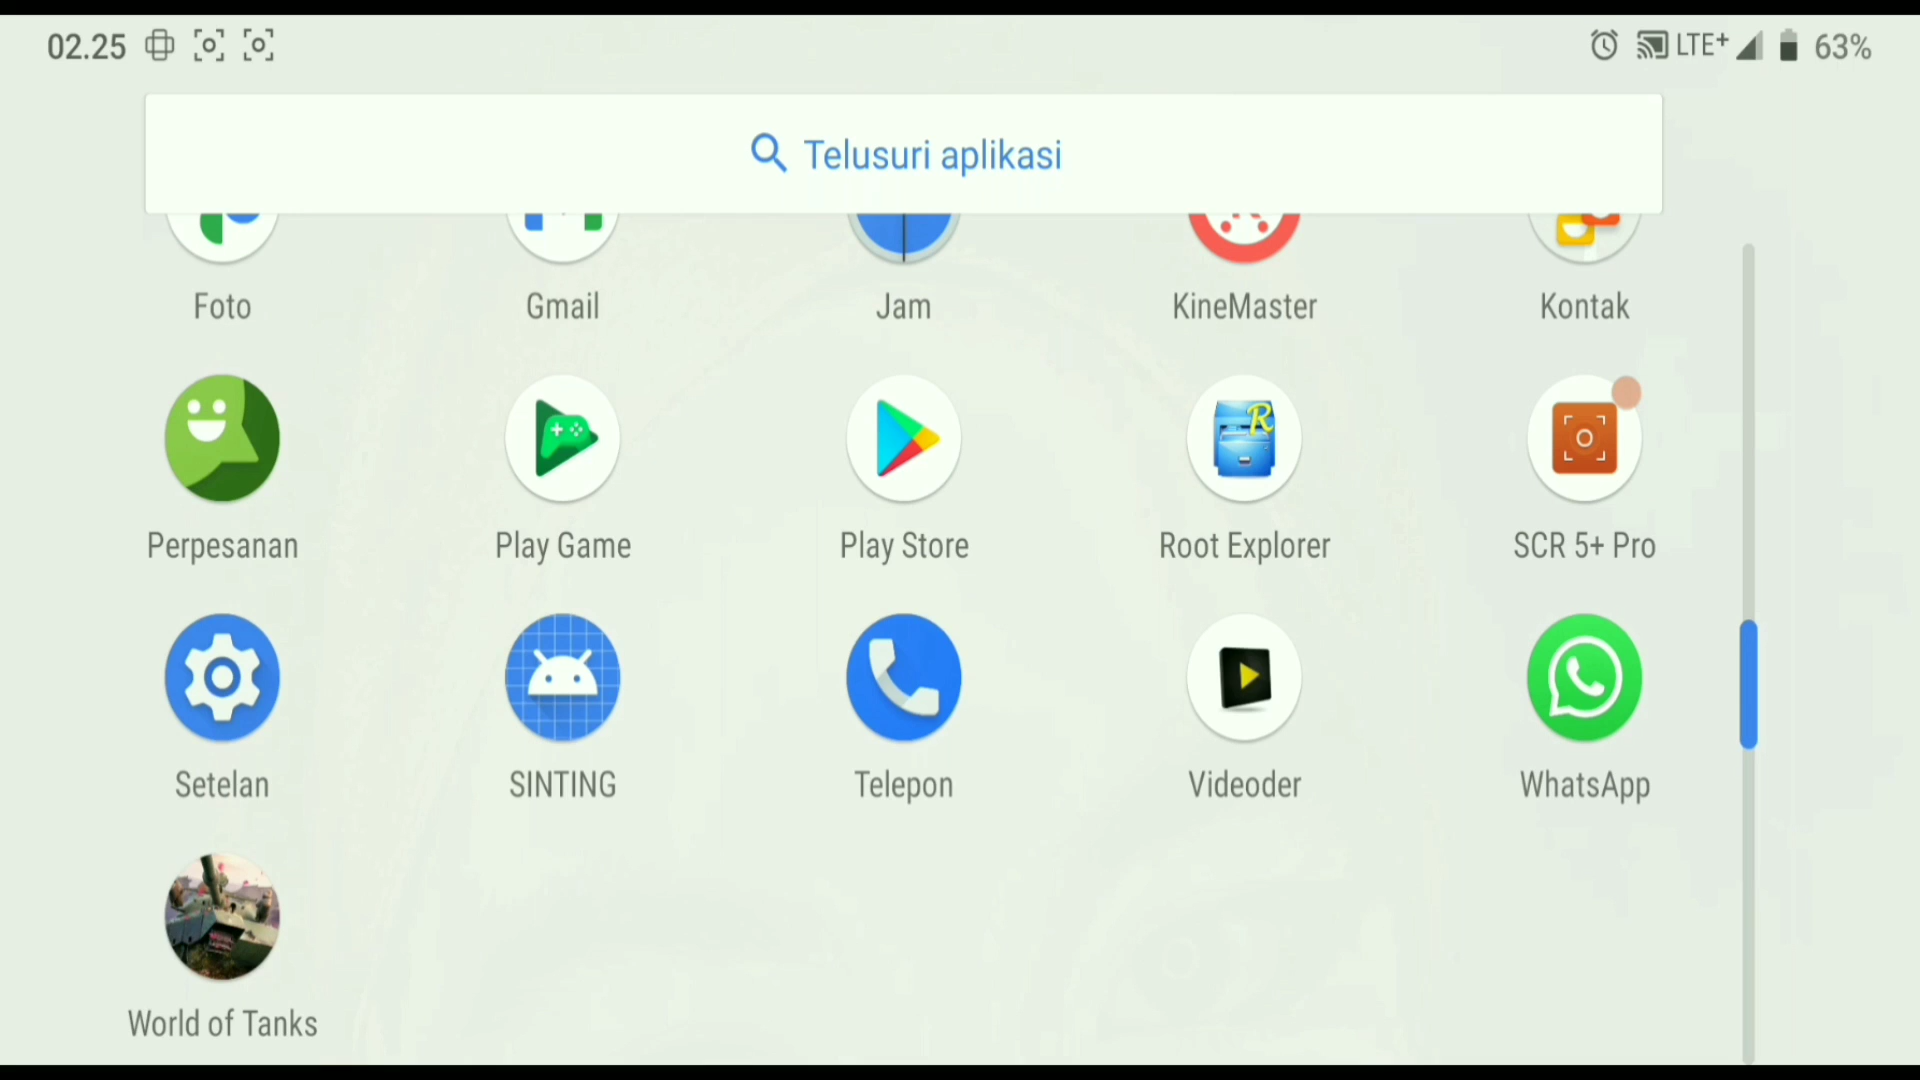 02.25 LTE+ 63%
Telusuri aplikasi
Foto Gmail Jam KineMaster Kontak
Perpesanan Play Game Play Store Root Explorer SCR 5+ Pro
Setelan SINTING Telepon Videoder WhatsApp
World of Tanks